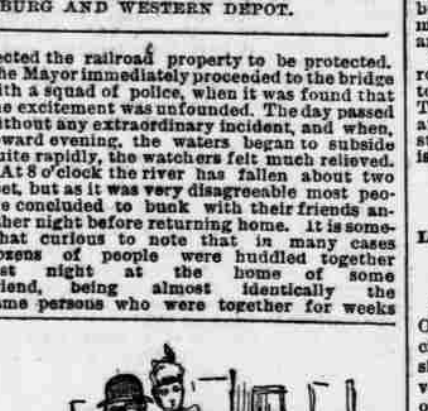 BURG AND WESTERN DEPOT.
ected the railroad property to be protected.
he Mayor immediately proceeded to the bridge
ith a squad of police, when it was found that
e excitement was unfounded. The day passed
ithout any extraordinary incident, and when,
ward evening, the waters began to subside
uite rapidly, the watchers felt much relieved.
At 8 o'clock the river has fallen about two
et, but as it was very disagreeable most peo-
e concluded to bunk with their friends an-
her night before returning home. It is some-
hat curious to note that in many cases
ozens of people were huddled together
st night at the home of some
iend, being almost identically the
me persons who were together for weeks